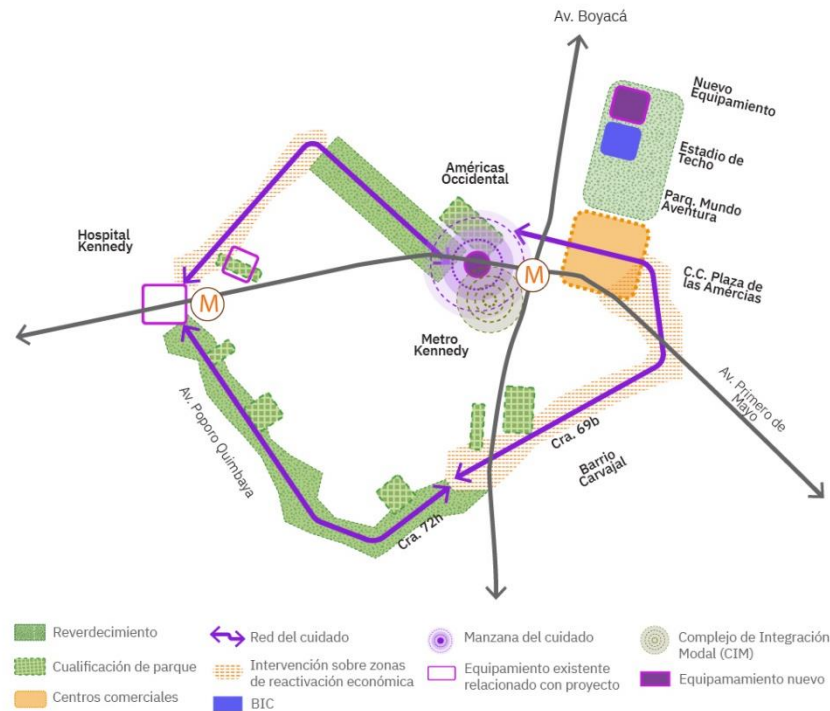 Av. Boyacá
Nuevo
Equipamiento
Estadio de
Techo
Américas
Occidental
Parq. Mundo
Aventura
Hospital
Kennedy
M
M
C.C. Plaza de
las Amércias
Metro
Kennedy
Av. Primero de
Mayo
Av. Poporo Quimbaya
Cra. 69b
Barrio
Carvajal
Cra. 72h
Reverdecimiento
Red del cuidado
Manzana del cuidado
Complejo de Integración
Modal (CIM)
Cualificación de parque
Intervención sobre zonas
de reactivación económica
Equipamiento existente
relacionado con proyecto
Equipamamiento nuevo
Centros comerciales
BIC